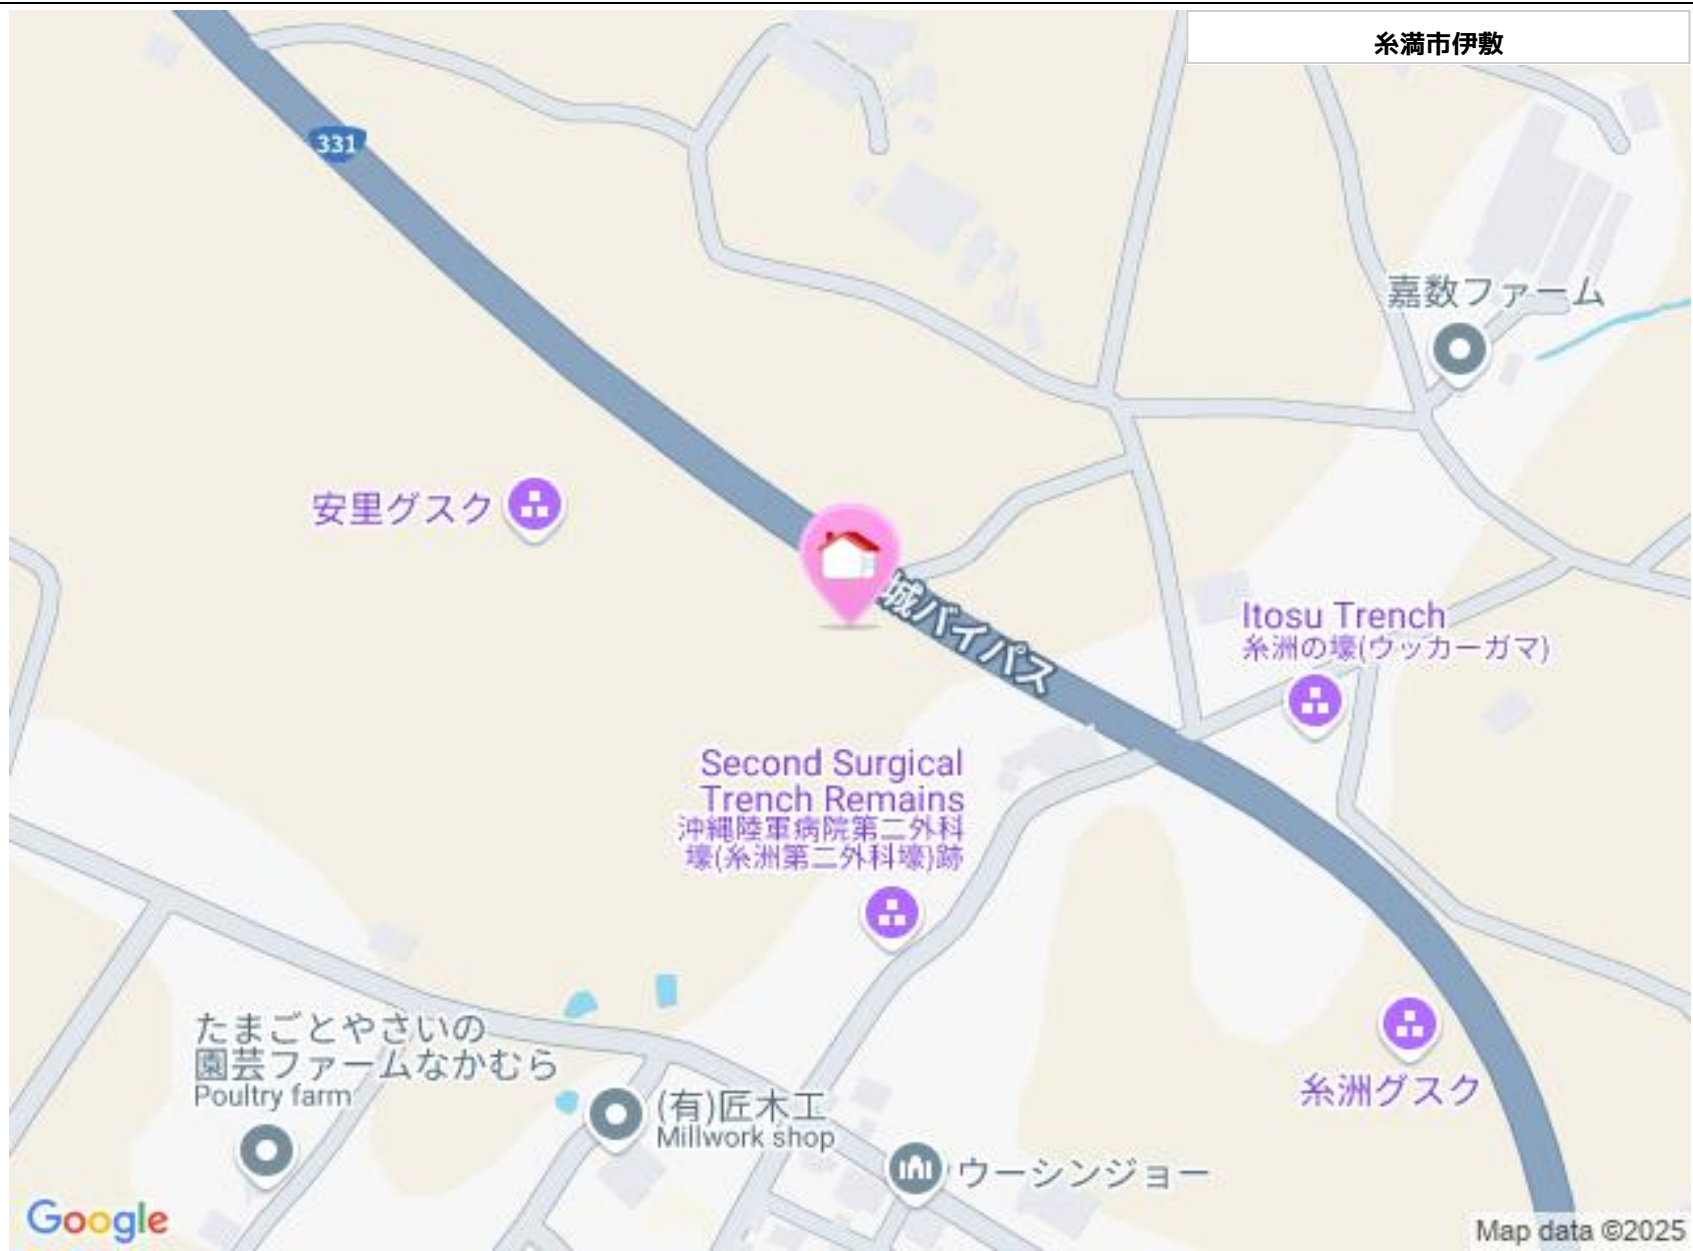 糸満市伊敷
331
嘉数ファーム
安里グスク
城バイパス
Itosu Trench
糸洲の壕(ウッカーガマ)
Second Surgical
Trench Remains
沖縄陸軍病院第二外科
壕(糸洲第二外科壕)跡
たまごとやさいの
園芸ファームなかむら
Poultry farm
(有)匠木工
Millwork shop
糸洲グスク
ウーシンジョー
Google
Map data ©2025